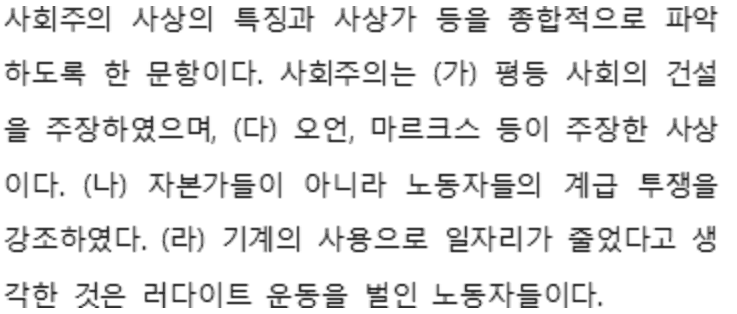 사회주의 사상의 특징과 사상가 등을 종합적으로 파악
하도록 한 문항이다. 사회주의는 (가) 평등 사회의 건설
을 주장하였으며, (다) 오언, 마르크스 등이 주장한 사상
이다. (나) 자본가들이 아니라 노동자들의 계급 투쟁을
강조하였다. (라) 기계의 사용으로 일자리가 줄었다고 생
각한 것은 러다이트 운동을 벌인 노동자들이다.